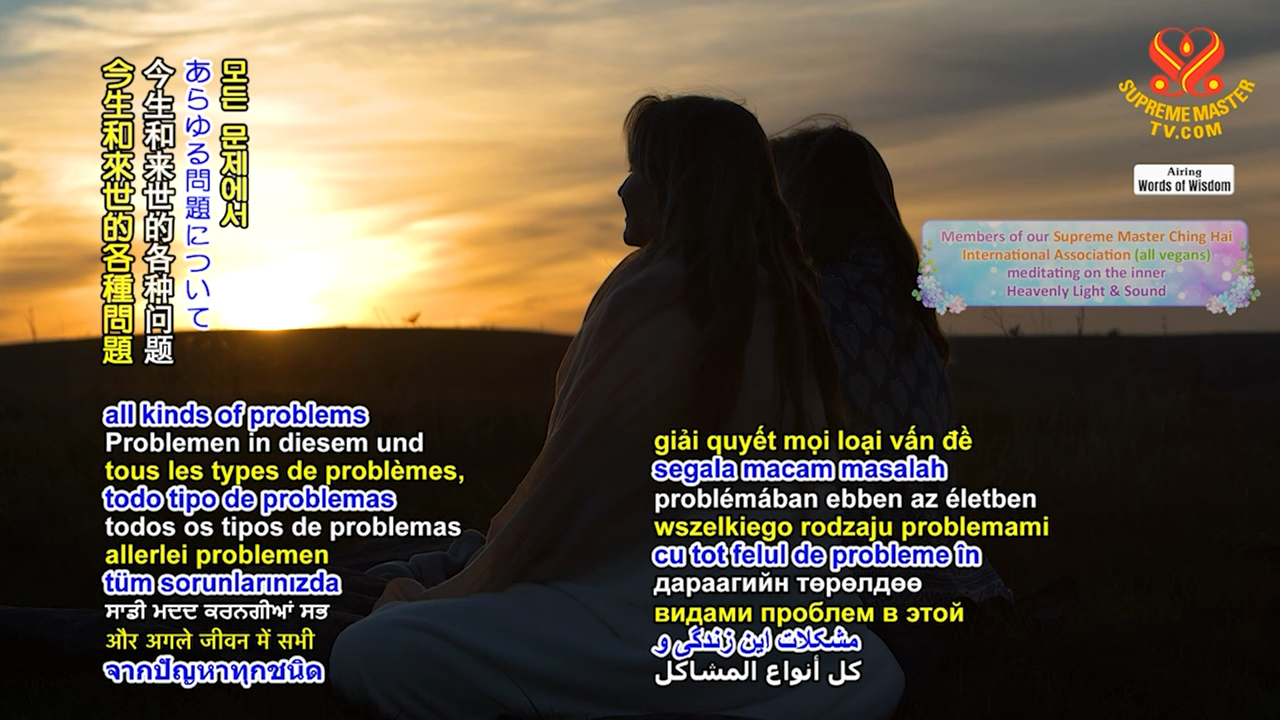 모든 문제에서
あらゆる問題について
今生和来世的各种问题
今生和來世的各種問題
SUPREME MASTER
TV.COM
Airing
Words of Wisdom
Members of our Supreme Master Ching Hai
International Association (all vegans)
meditating on the inner
Heavenly Light & Sound
all kinds of problems
Problemen in diesem und
tous les types de problèmes,
todo tipo de problemas
todos os tipos de problemas
allerlei problemen
tüm sorunlarınızda
ਸਾਡੀ ਮਦਦ ਕਰਨਗੀਆਂ ਸਭ
और अगले जीवन में सभी
จากปัญหาทุกชนิด
giải quyết mọi loại vấn đề
segala macam masalah
problémában ebben az életben
wszelkiego rodzaju problemami
cu tot felul de probleme în
дараагийн төрөлдөө
видами проблем в этой
مشکلات این زندگی و
كل أنواع المشاكل